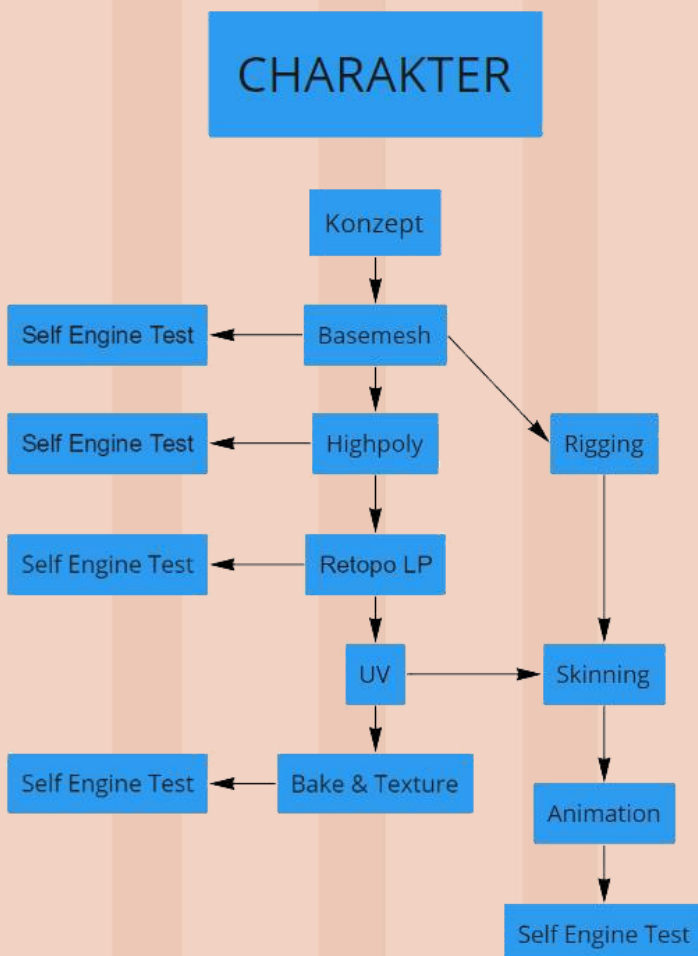 CHARAKTER
Konzept
Self Engine Test
Basemesh
Self Engine Test
Highpoly
Rigging
Self Engine Test
Retopo LP
UV
Skinning
Self Engine Test
Bake & Texture
Animation
Self Engine Test